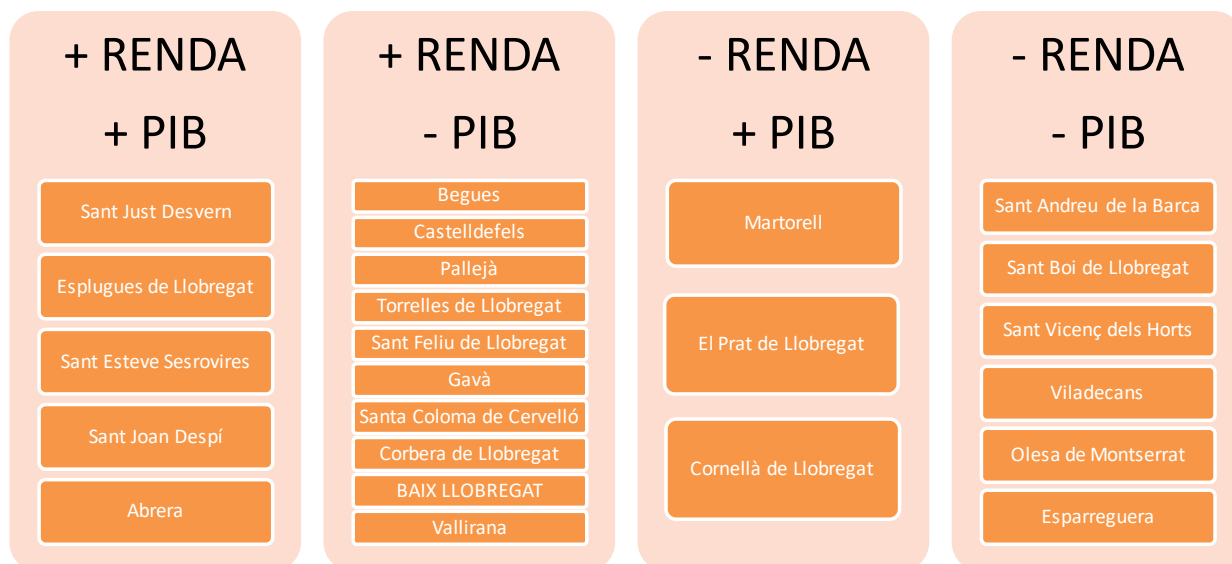 + RENDA
+ PIB
Sant Just Desvern
Esplugues de Llobregat
Sant Esteve Sesrovires
Sant Joan Despí
Abrera
+ RENDA
- PIB
Begues
Castelldefels
Pallejà
Torrelles de Llobregat
Sant Feliu de Llobregat
Gavà
Santa Coloma de Cervelló
Corbera de Llobregat
BAIX LLOBREGAT
Vallirana
- RENDA
+ PIB
Martorell
El Prat de Llobregat
Cornellà de Llobregat
- RENDA
- PIB
Sant Andreu de la Barca
Sant Boi de Llobregat
Sant Vicenç dels Horts
Viladecans
Olesa de Montserrat
Esparreguera